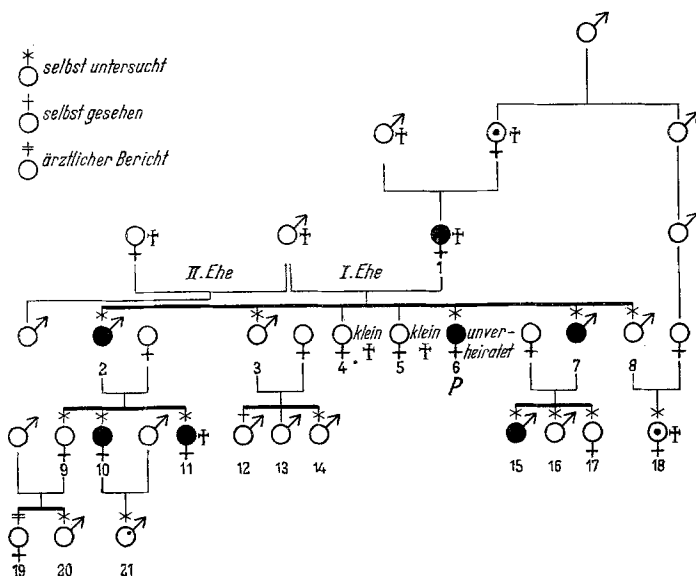 selbst untersucht
selbst gesehen
ärztlicher Bericht
II. Ehe I. Ehe
1
klein klein unver-
heiratet
2 3 4 5 6 7 8
P
9 10 11 12 13 14 15 16 17 18
19 20 21